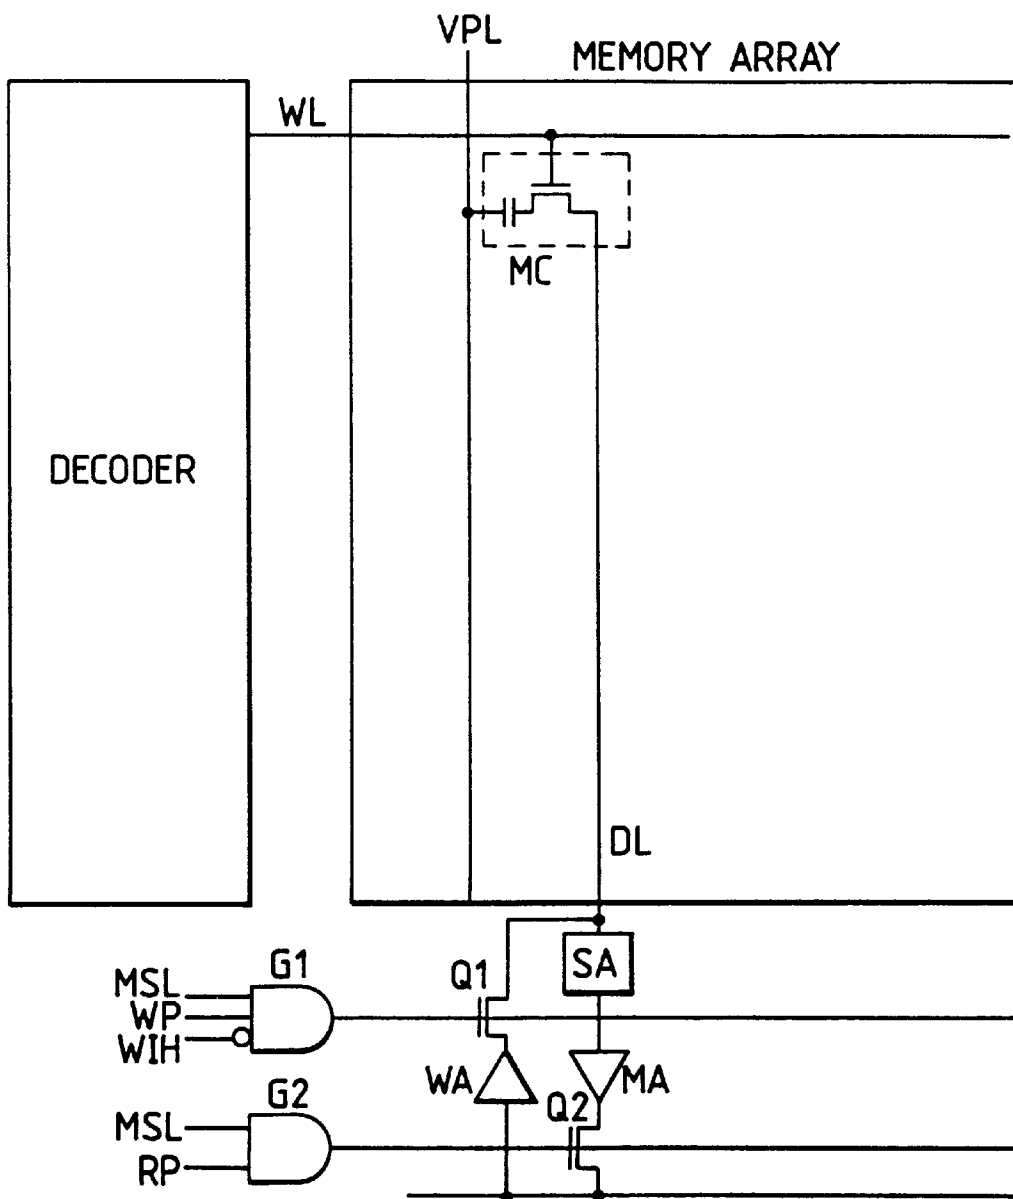 VPL
MEMORY ARRAY
WL
MC
DECODER
DL
G1
Q1
SA
MSL
WP
WIH
WA
MA
G2
Q2
MSL
RP